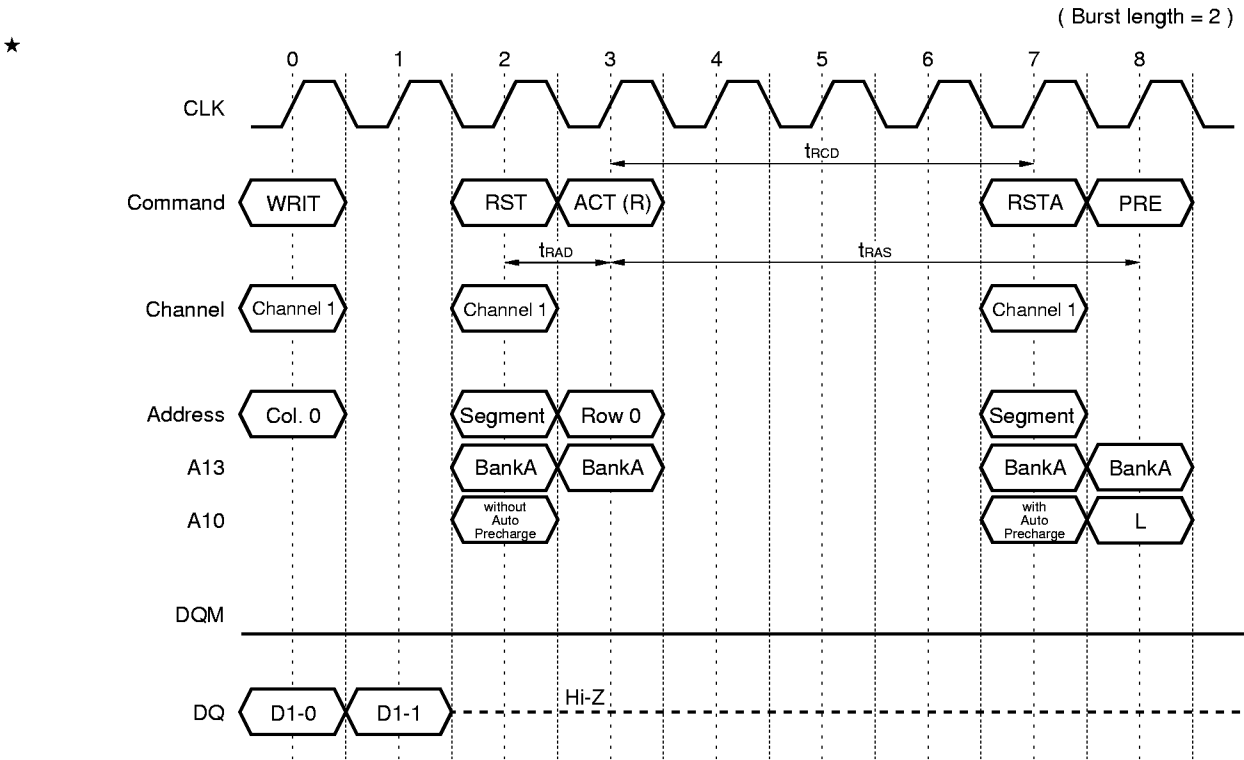 ( Burst length = 2 )
★
0 1 2 3 4 5 6 7 8
CLK
tRCD
Command WRIT RST ACT (R) RSTA PRE
tRAD tRAS
Channel Channel 1 Channel 1 Channel 1
Address Col. 0 Segment Row 0 Segment
A13 BankA BankA BankA BankA
A10 without Auto Precharge with Auto Precharge L
DQM
Hi-Z
DQ D1-0 D1-1